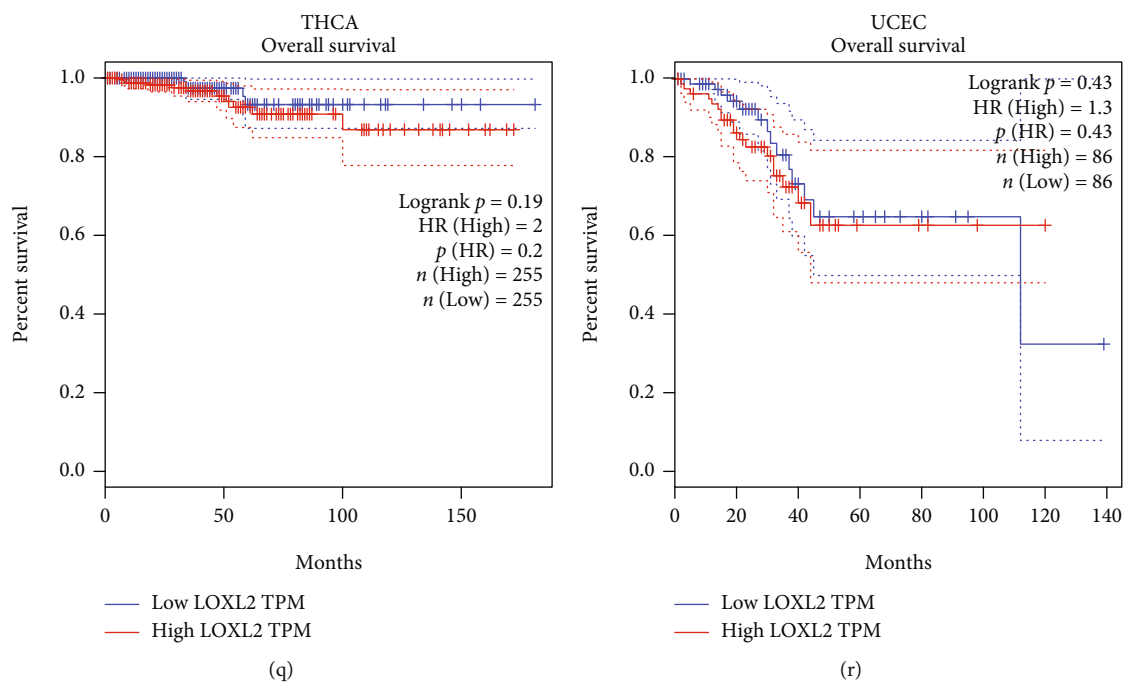 THCA
Overall survival
1.0
0.8
0.6
0.4
0.2
0.0
Percent survival
Logrank p = 0.19
HR (High) = 2
p (HR) = 0.2
n (High) = 255
n (Low) = 255
0 50 100 150
Months
Low LOXL2 TPM
High LOXL2 TPM
(q)
UCEC
Overall survival
1.0
0.8
0.6
0.4
0.2
0.0
Percent survival
Logrank p = 0.43
HR (High) = 1.3
p (HR) = 0.43
n (High) = 86
n (Low) = 86
0 20 40 60 80 100 120 140
Months
Low LOXL2 TPM
High LOXL2 TPM
(r)